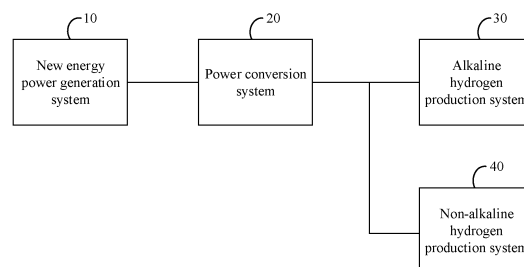 10
New energy
power generation
system
20
Power conversion
system
30
Alkaline
hydrogen
production system
40
Non-alkaline
hydrogen
production system